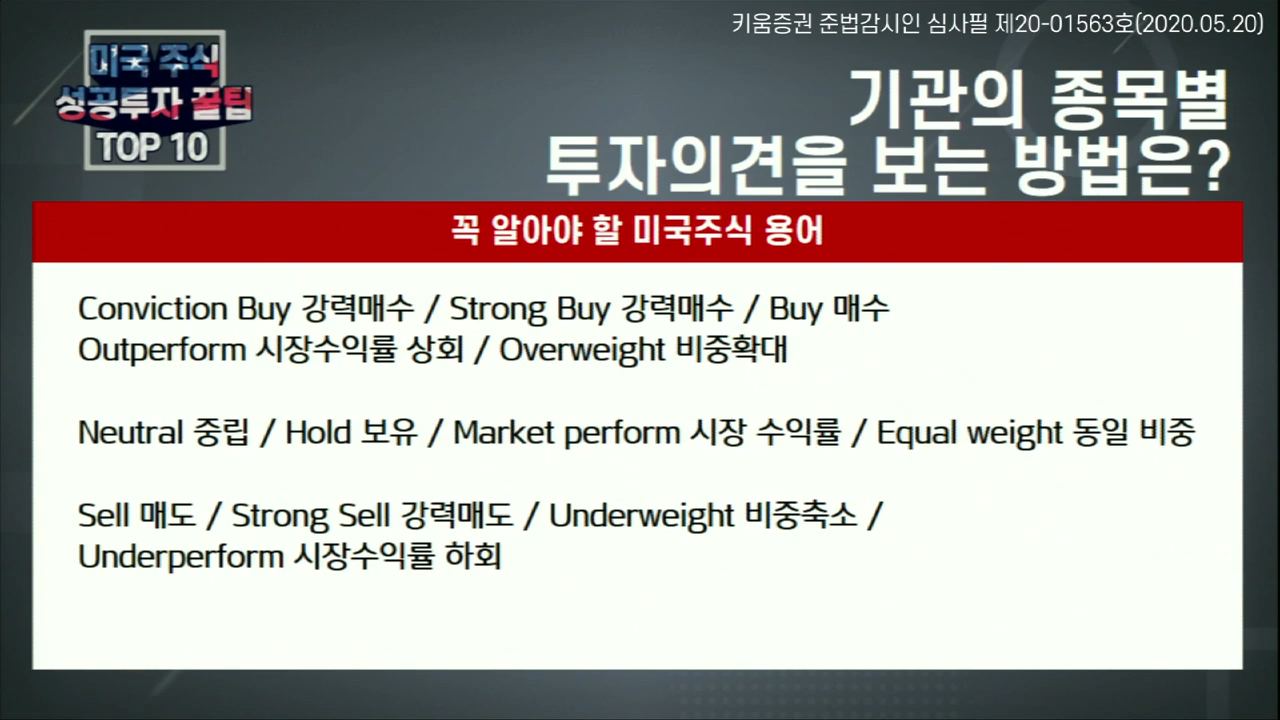 키움증권 준법감시인 심사필 제20-01563호(2020.05.20)
미국 주식
성공투자 꿀팁
TOP 10
기관의 종목별
투자의견을 보는 방법은?
꼭 알아야 할 미국주식 용어
Conviction Buy 강력매수 / Strong Buy 강력매수 / Buy 매수
Outperform 시장수익률 상회 / Overweight 비중확대
Neutral 중립 / Hold 보유 / Market perform 시장 수익률 / Equal weight 동일 비중
Sell 매도 / Strong Sell 강력매도 / Underweight 비중축소 /
Underperform 시장수익률 하회